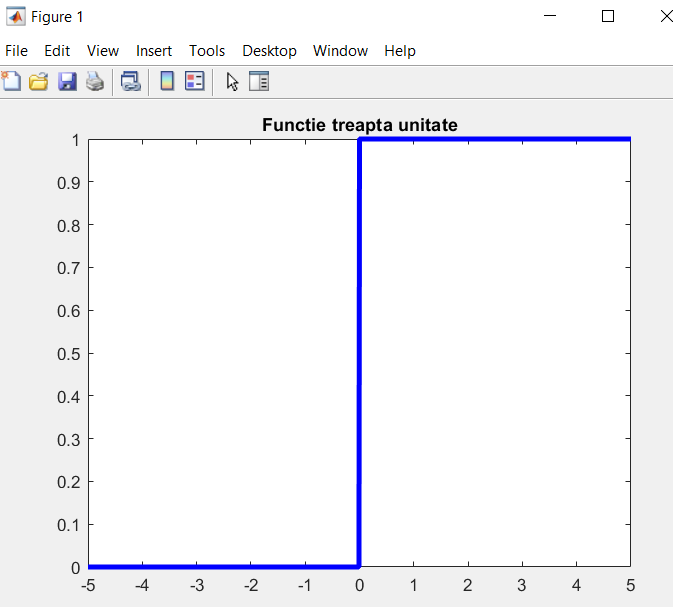 Figure 1
File Edit View Insert Tools Desktop Window Help
Functie treapta unitate
1
0.9
0.8
0.7
0.6
0.5
0.4
0.3
0.2
0.1
0
-5 -4 -3 -2 -1 0 1 2 3 4 5